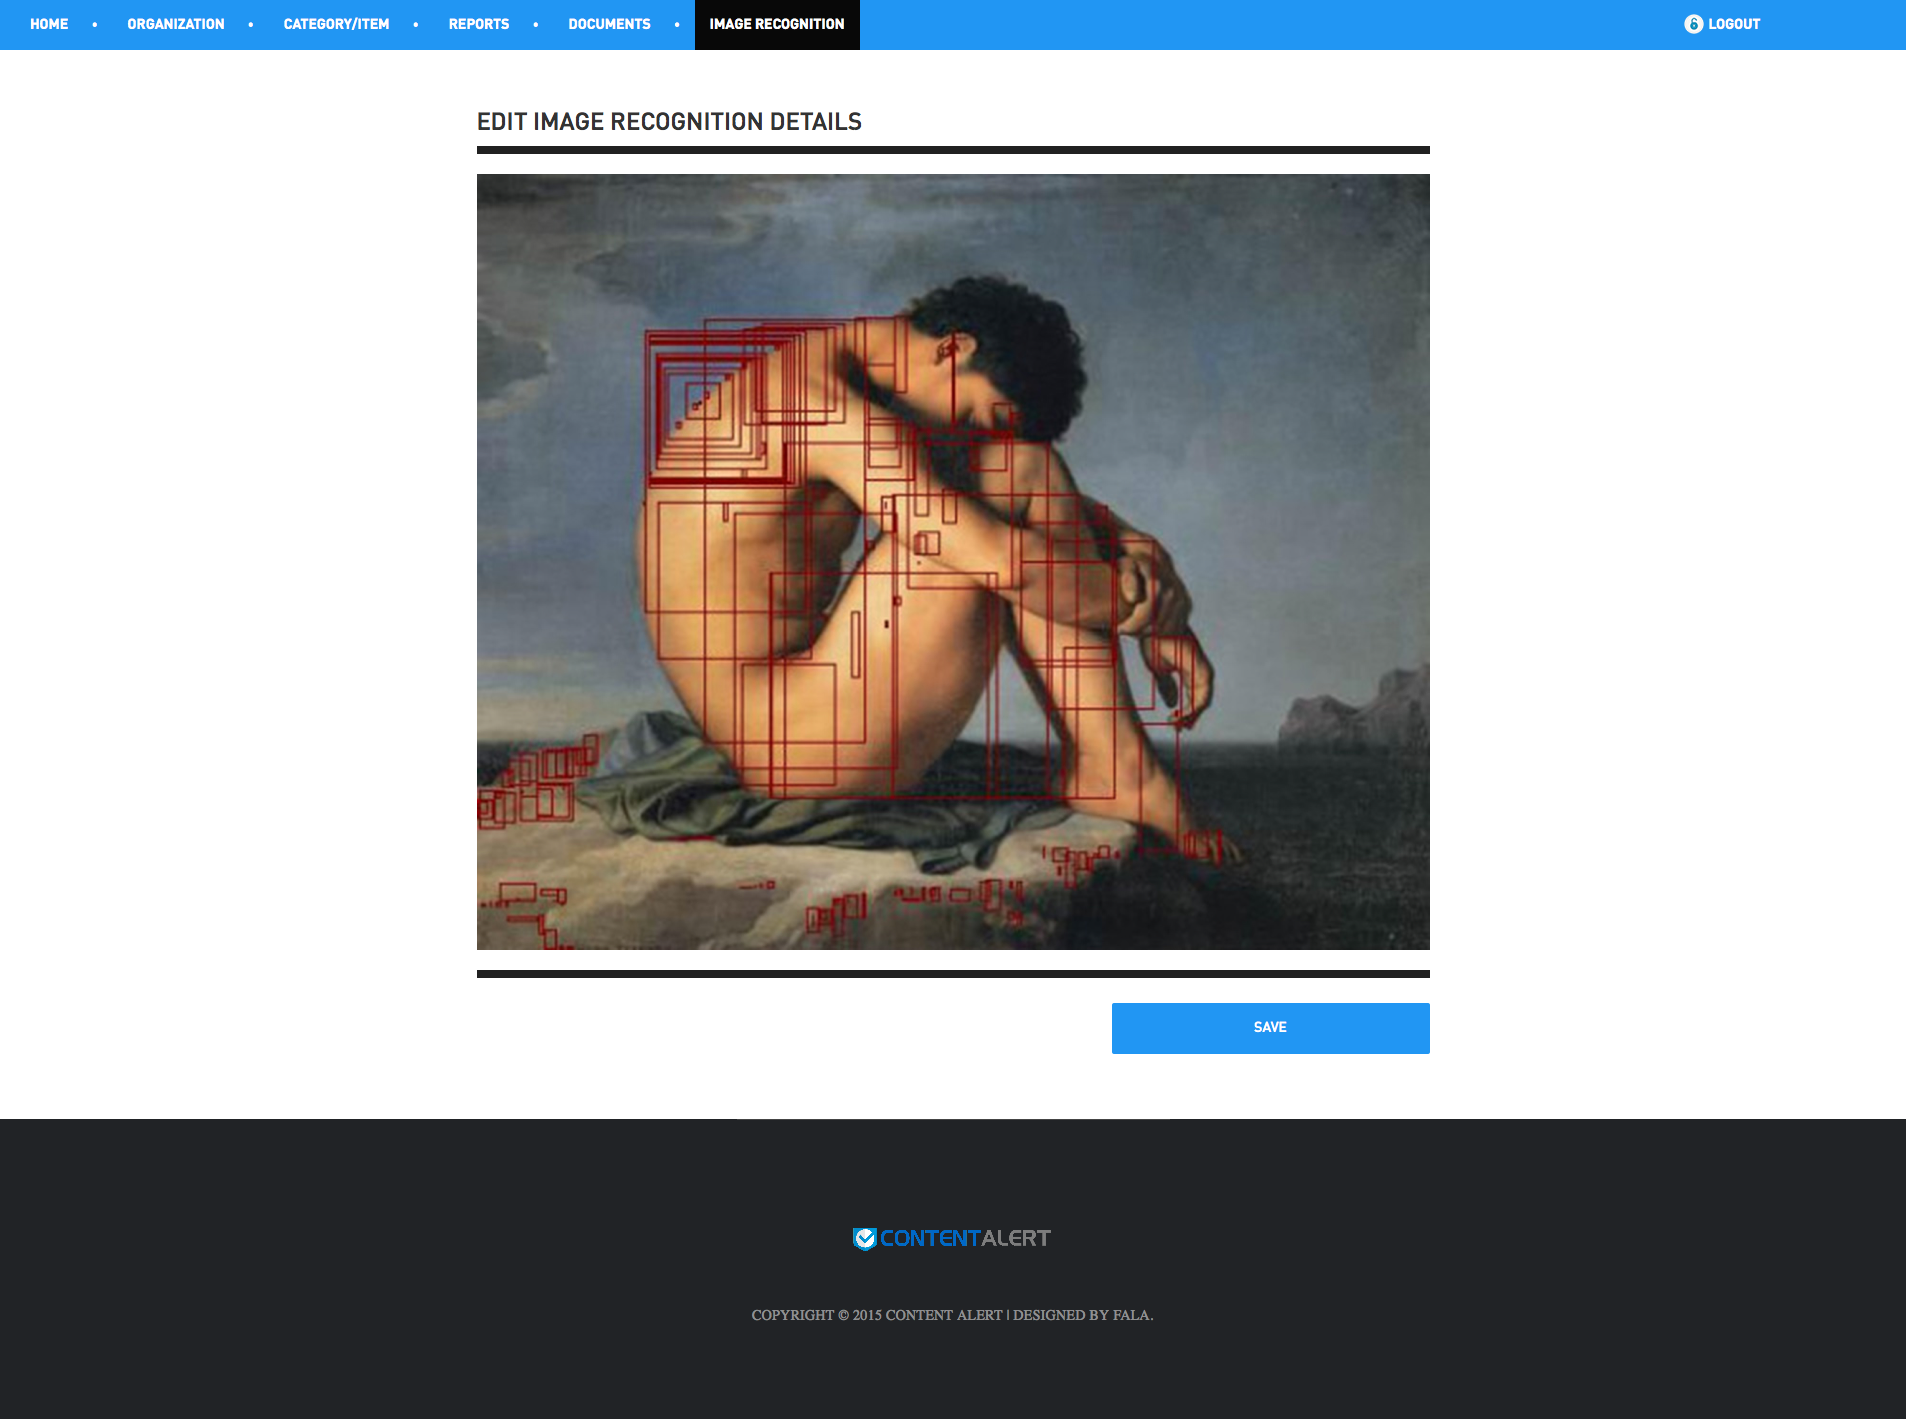 HOME • ORGANIZATION • CATEGORY/ITEM • REPORTS • DOCUMENTS • IMAGE RECOGNITION LOGOUT
EDIT IMAGE RECOGNITION DETAILS
SAVE
CONTENTALERT
COPYRIGHT © 2015 CONTENT ALERT | DESIGNED BY FALA.